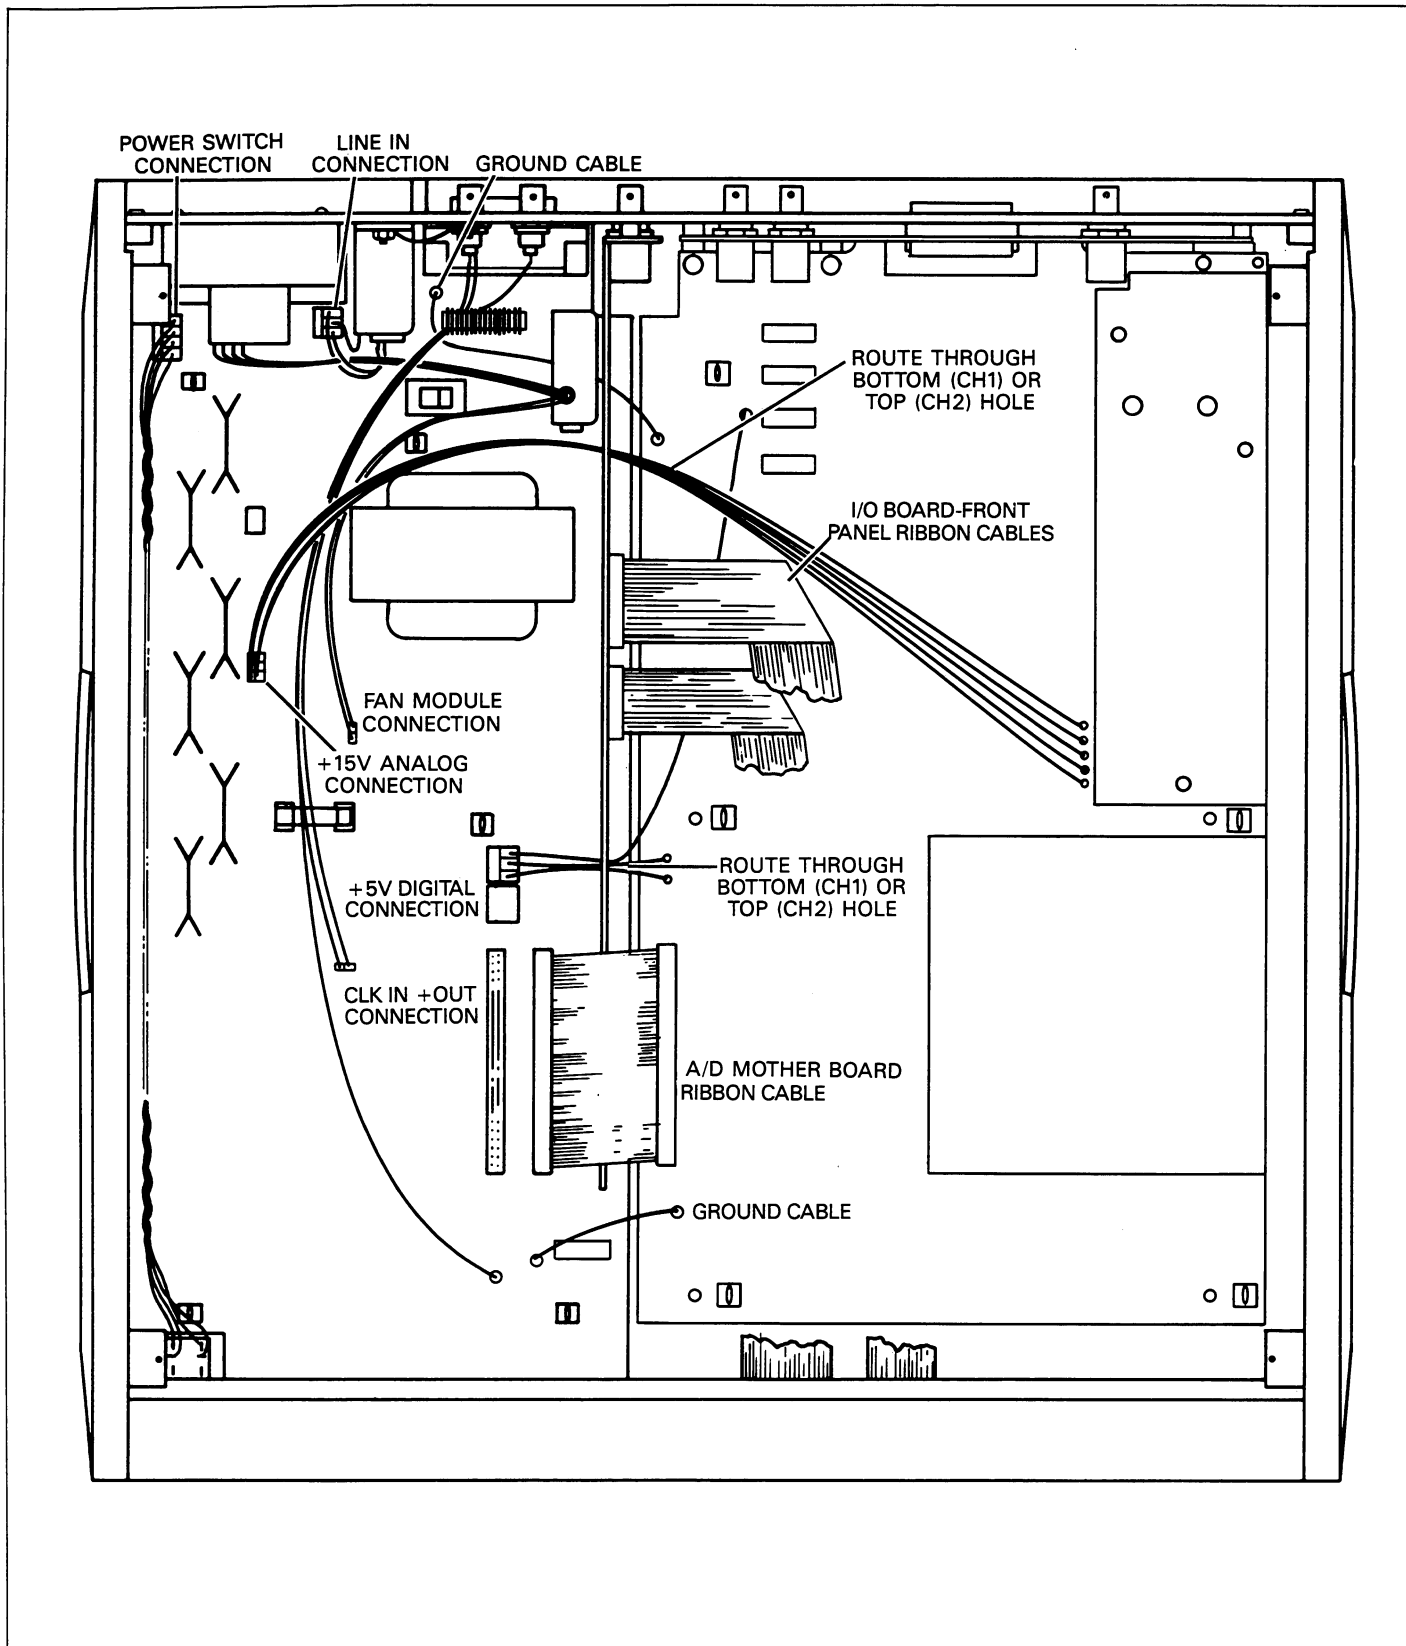 POWER SWITCH
CONNECTION
LINE IN
CONNECTION
GROUND CABLE
ROUTE THROUGH
BOTTOM (CH1) OR
TOP (CH2) HOLE
I/O BOARD-FRONT
PANEL RIBBON CABLES
FAN MODULE
CONNECTION
+15V ANALOG
CONNECTION
+5V DIGITAL
CONNECTION
ROUTE THROUGH
BOTTOM (CH1) OR
TOP (CH2) HOLE
CLK IN +OUT
CONNECTION
A/D MOTHER BOARD
RIBBON CABLE
GROUND CABLE